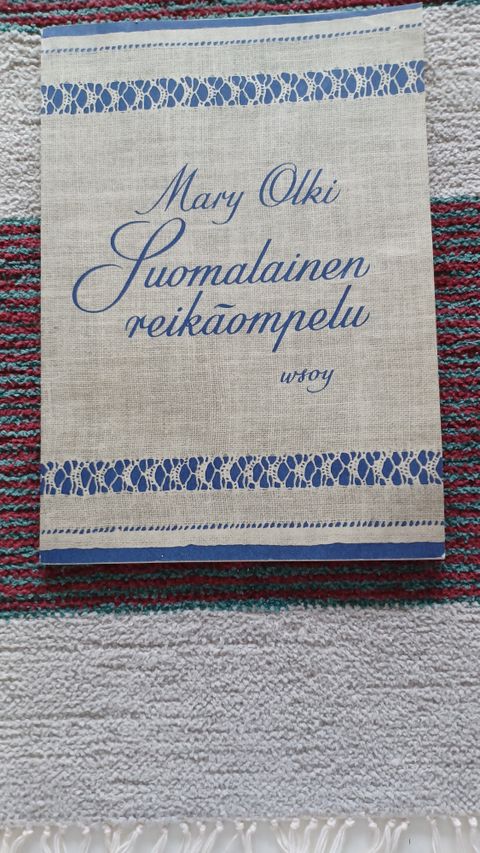 Mary Olki
Suomalainen
reikäompelu
wsoy